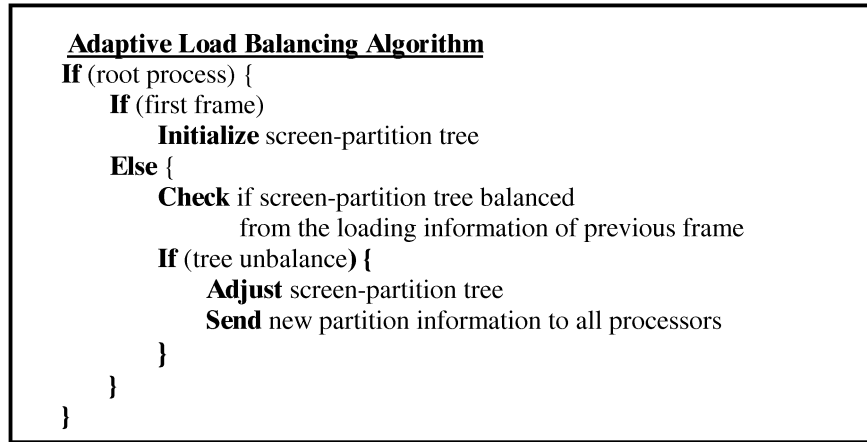 Adaptive Load Balancing Algorithm
If (root process) {
If (first frame)
Initialize screen-partition tree
Else {
Check if screen-partition tree balanced
from the loading information of previous frame
If (tree unbalance) {
Adjust screen-partition tree
Send new partition information to all processors
}
}
}